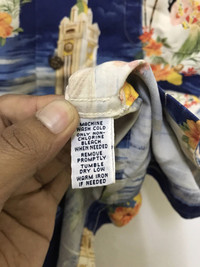 MACHINE
WASH COLD
ONLY NON-
CHLORINE
BLEACH
WHEN NEEDED
REMOVE
PROMPTLY
TUMBLE
DRY LOW
WARM IRON
IF NEEDED